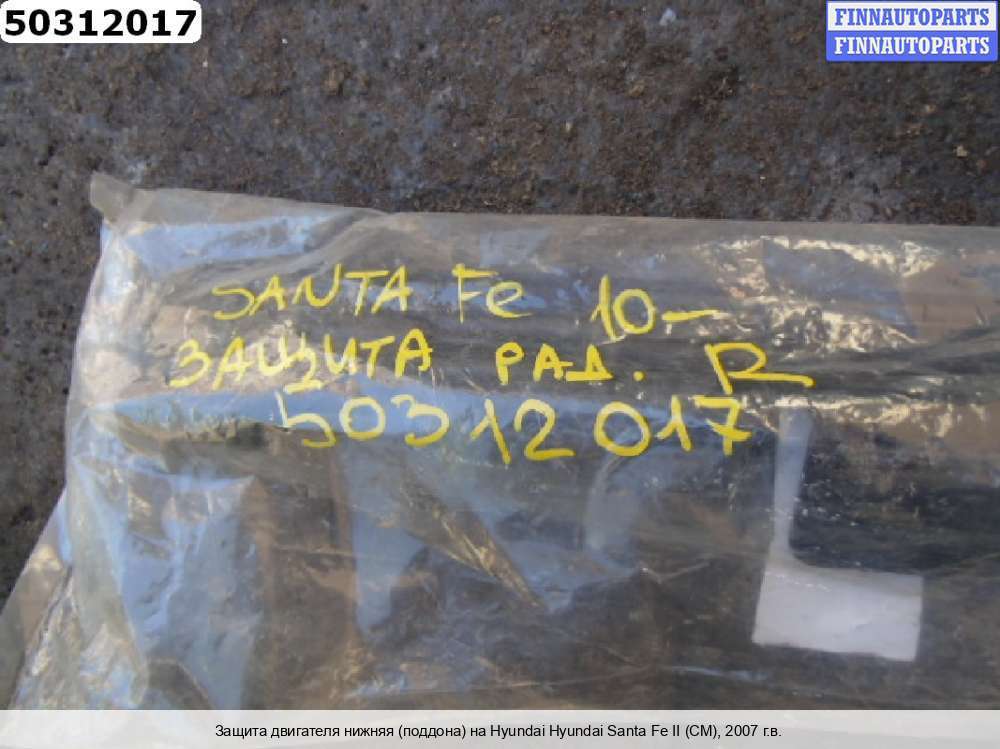 50312017
FINNAUTOPARTS
FINNAUTOPARTS
SANTA Fe 10-
ЗАЩИТА РАД. R
50312017
Защита двигателя нижняя (поддона) на Hyundai Hyundai Santa Fe II (CM), 2007 г.в.